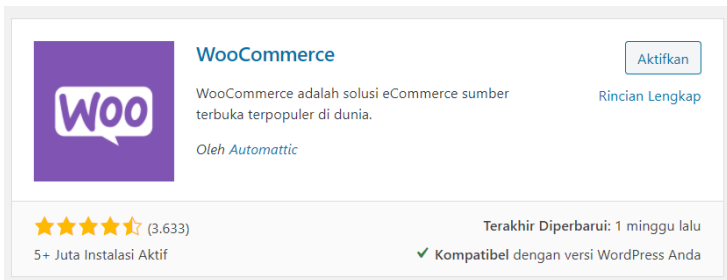 WOO
WooCommerce
Aktifkan
WooCommerce adalah solusi eCommerce sumber
terbuka terpopuler di dunia.
Rincian Lengkap
Oleh Automattic
(3.633)
Terakhir Diperbarui: 1 minggu lalu
5+ Juta Instalasi Aktif
Kompatibel dengan versi WordPress Anda